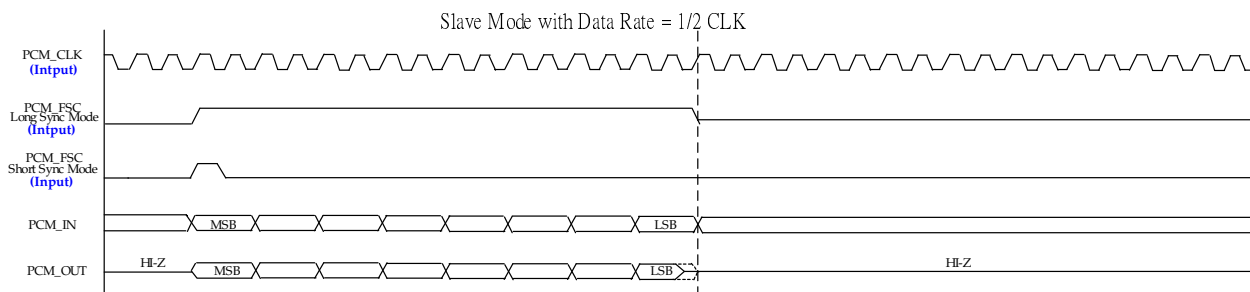 Slave Mode with Data Rate = 1/2 CLK
PCM_CLK
(Intput)
PCM_FSC
Long Sync Mode
(Intput)
PCM_FSC
Short Sync Mode
(Input)
PCM_IN
MSB
LSB
PCM_OUT
HI-Z
MSB
LSB
HI-Z